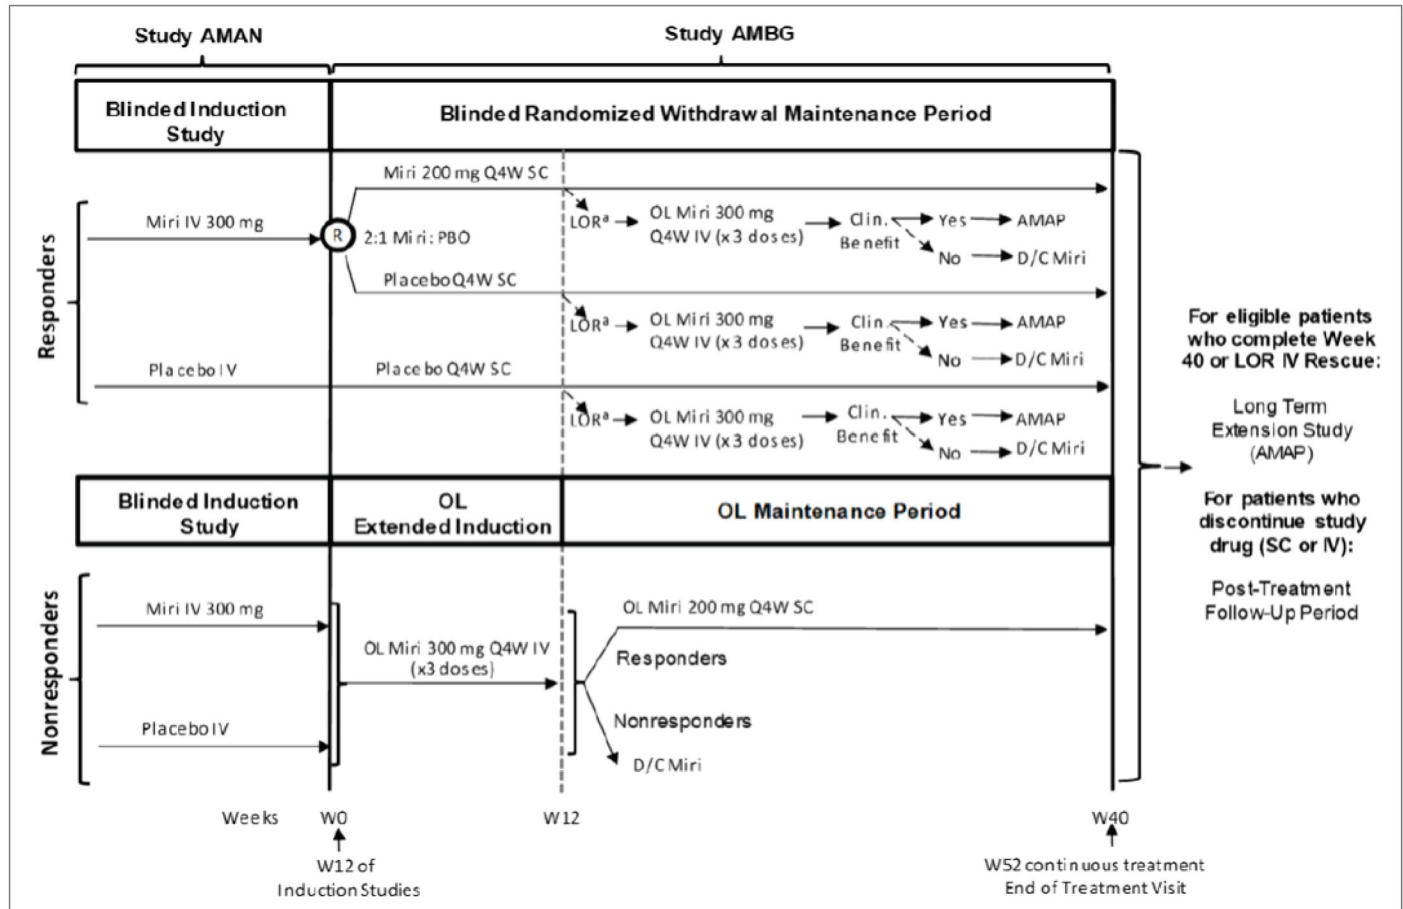 Study AMAN
Study AMBG
Blinded Induction
Study
Blinded Randomized Withdrawal Maintenance Period
Responders
Miri IV 300 mg
R
2:1 Miri: PBO
Miri 200 mg Q4W SC
LORᵃ
OL Miri 300 mg
Q4W IV (x3 doses)
Clin.
Benefit
Yes
AMAP
No
D/C Miri
Placebo Q4W SC
LORᵃ
OL Miri 300 mg
Q4W IV (x3 doses)
Clin.
Benefit
Yes
AMAP
No
D/C Miri
Placebo IV
Placebo Q4W SC
LORᵃ
OL Miri 300 mg
Q4W IV (x3 doses)
Clin.
Benefit
Yes
AMAP
No
D/C Miri
Blinded Induction
Study
OL
Extended Induction
OL Maintenance Period
Nonresponders
Miri IV 300 mg
Placebo IV
OL Miri 300 mg Q4W IV
(x3 doses)
OL Miri 200 mg Q4W SC
Responders
Nonresponders
D/C Miri
For eligible patients
who complete Week
40 or LOR IV Rescue:
Long Term
Extension Study
(AMAP)
For patients who
discontinue study
drug (SC or IV):
Post-Treatment
Follow-Up Period
Weeks
W0
W12
W40
W12 of
Induction Studies
W52 continuous treatment
End of Treatment Visit